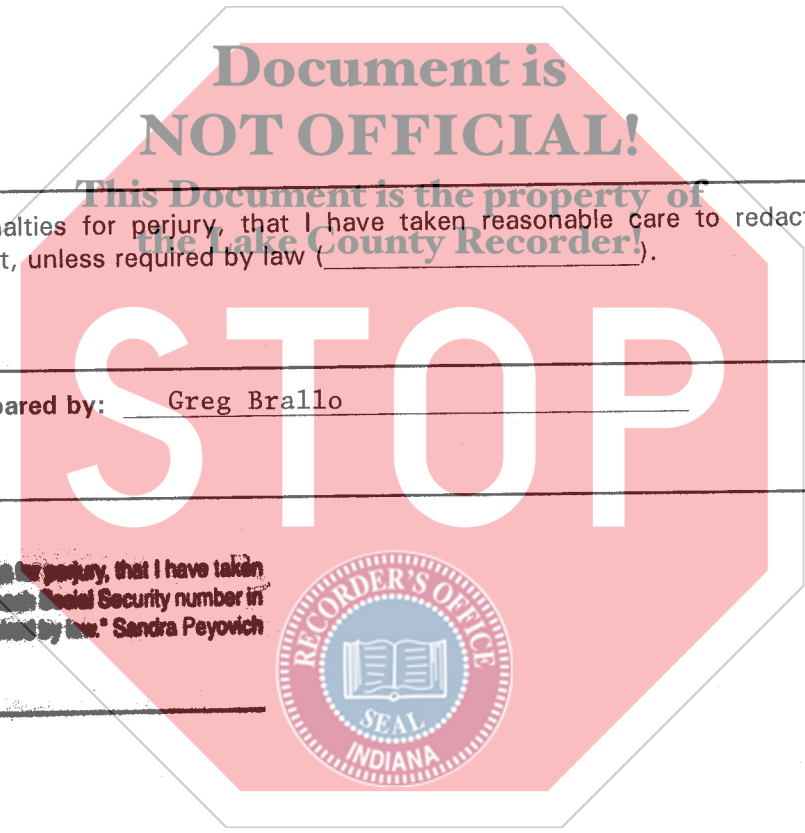 Document is
NOT OFFICIAL!
This Document is the property of
the Lake County Recorder!
alties for perjury, that I have taken reasonable care to redact
t, unless required by law (____________________).
STOP
pared by: Greg Brallo
perjury, that I have taken
Social Security number in
by law." Sandra Peyovich
RECORDER'S OFFICE
SEAL
INDIANA